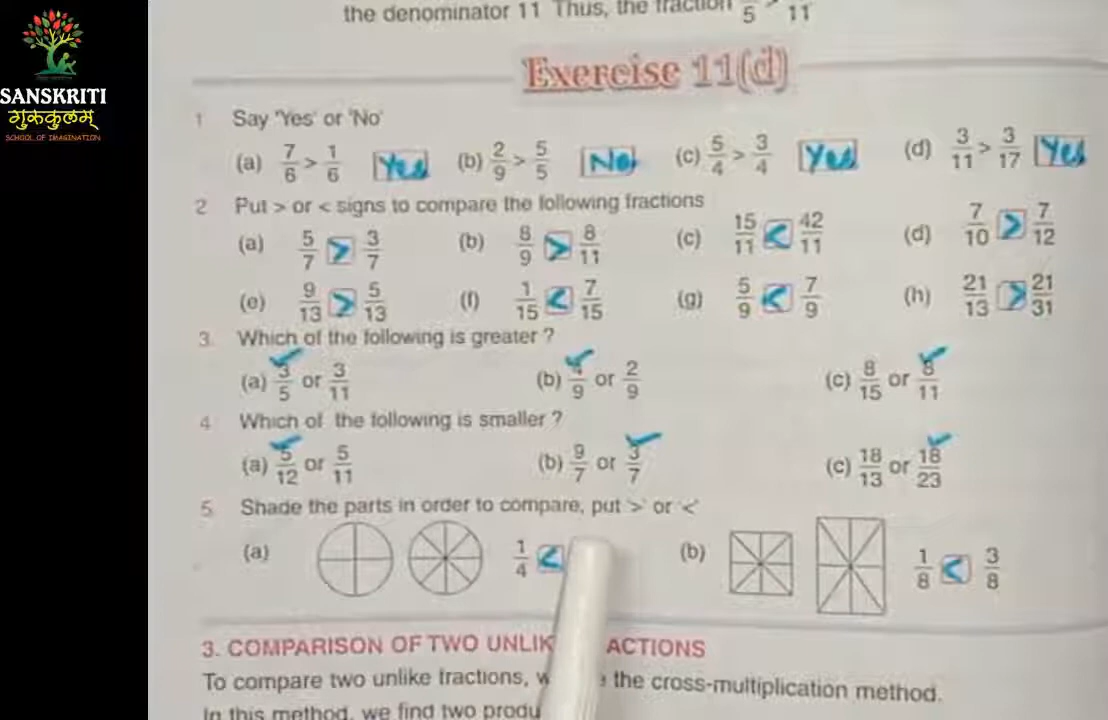 SANSKRITI
गुरुकुलम्
SCHOOL OF IMAGINATION
the denominator 11 Thus, the fraction /5 > /11
Exercise 11(d)
1 Say 'Yes' or 'No'
(a) 7/6 > 1/6 Yes (b) 2/9 > 5/5 No (c) 5/4 > 3/4 Yes (d) 3/11 > 3/17 Yes
2 Put > or < signs to compare the following fractions
(a) 5/7 > 3/7 (b) 8/9 > 8/11 (c) 15/11 < 42/11 (d) 7/10 > 7/12
(e) 9/13 > 5/13 (f) 1/15 < 7/15 (g) 5/9 < 7/9 (h) 21/13 > 21/31
3. Which of the following is greater ?
(a) 3/5 or 3/11 (b) 4/9 or 2/9 (c) 8/15 or 8/11
4 Which of the following is smaller ?
(a) 5/12 or 5/11 (b) 9/7 or 3/7 (c) 18/13 or 18/23
5 Shade the parts in order to compare, put '>' or '<'
(a) 1/4 < (b) 1/8 < 3/8
3. COMPARISON OF TWO UNLIK ACTIONS
To compare two unlike fractions, the cross-multiplication method.
In this method, we find two produ